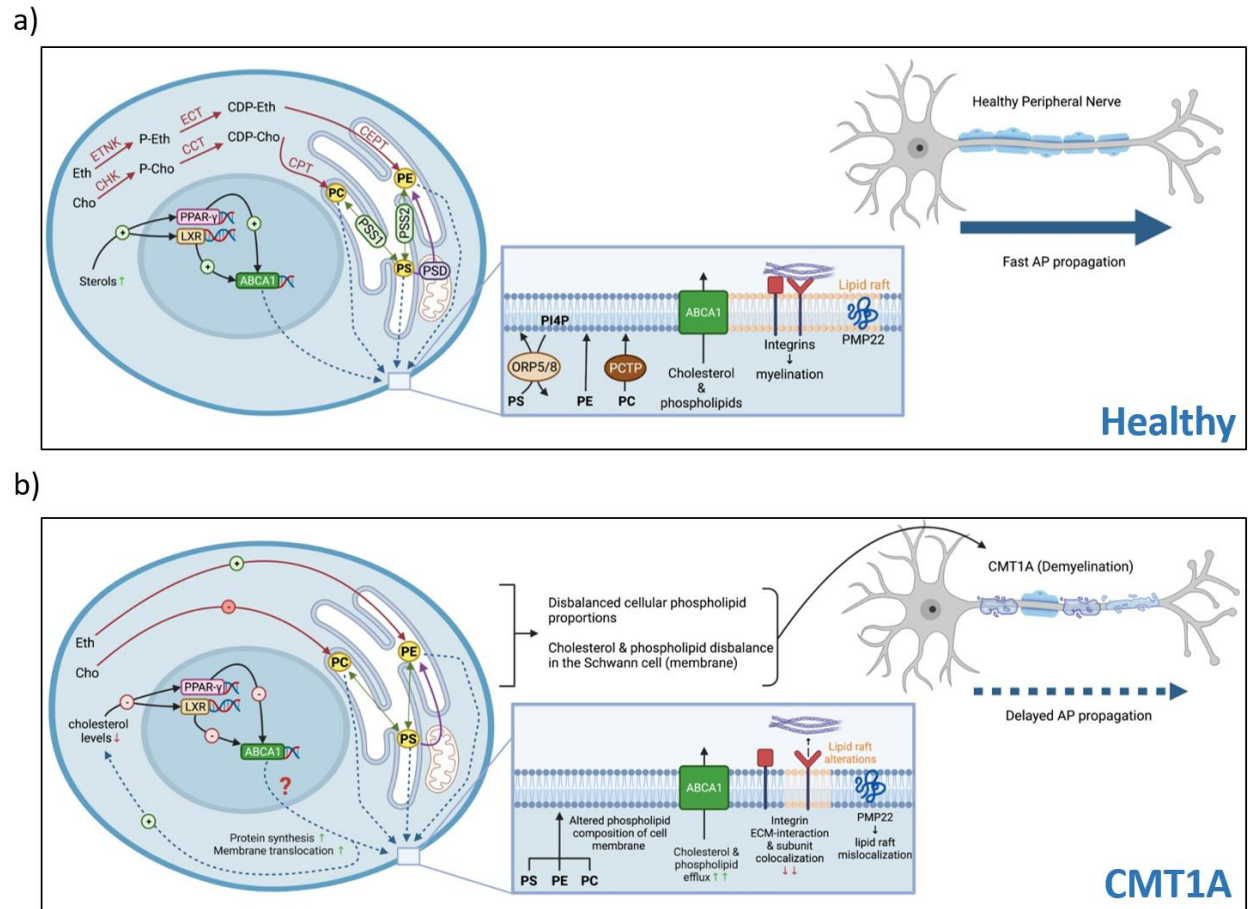 a)
ECT
CDP-Eth
ETNK
P-Eth
CCT
CDP-Cho
CEPT
Eth
CHK
P-Cho
CPT
Cho
PC
PE
PPAR-γ
+
+
LXR
PSS1
PSS2
+
PS
PSD
Sterols↑
ABCA1
Healthy Peripheral Nerve
Fast AP propagation
Lipid raft
PI4P
ABCA1
PMP22
ORP5/8
PCTP
Integrins
↓
myelination
PS
PE
PC
Cholesterol
&
phospholipids
Healthy
b)
+
-
Eth
Cho
PC
PE
PPAR-γ
-
-
LXR
cholesterol
levels↓
-
ABCA1
PS
?
+
Protein synthesis ↑
Membrane translocation ↑
Disbalanced cellular phospholipid
proportions
Cholesterol & phospholipid disbalance
in the Schwann cell (membrane)
CMT1A (Demyelination)
Delayed AP propagation
Lipid raft
alterations
ABCA1
Altered phospholipid
composition of cell
membrane
PS
PE
PC
Cholesterol &
phospholipid
efflux↑↑
Integrin
ECM-interaction
& subunit
colocalization
↓↓
PMP22
↓
lipid raft
mislocalization
CMT1A